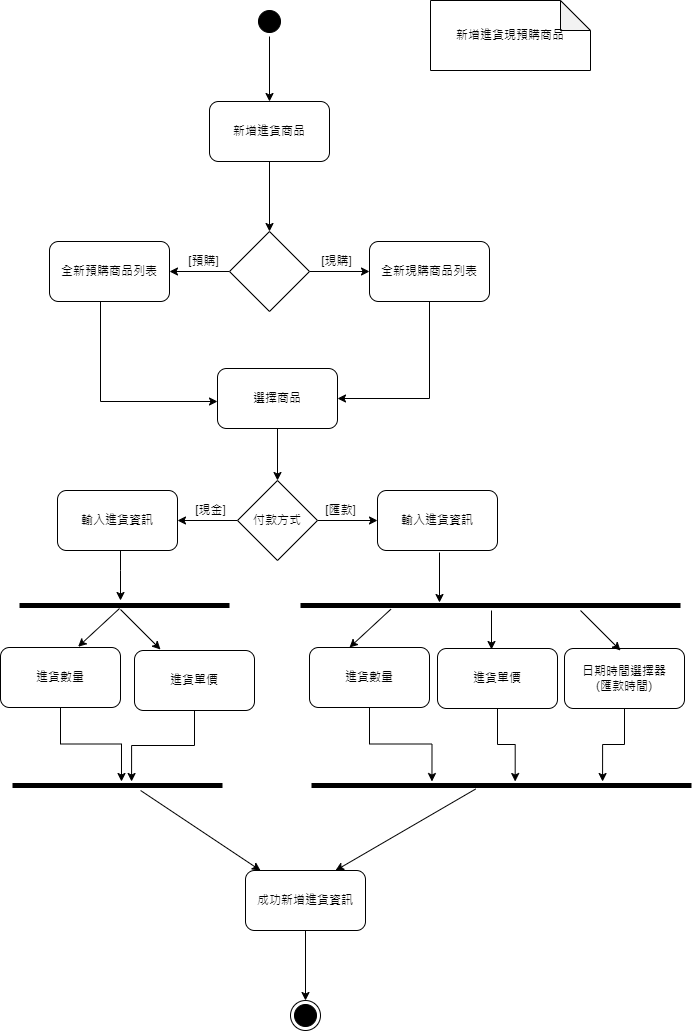 新增進貨現預購商品
新增進貨商品
[預購]
[現購]
全新預購商品列表
全新現購商品列表
選擇商品
[現金]
[匯款]
輸入進貨資訊
付款方式
輸入進貨資訊
進貨數量
進貨單價
進貨數量
進貨單價
日期時間選擇器
(匯款時間)
成功新增進貨資訊